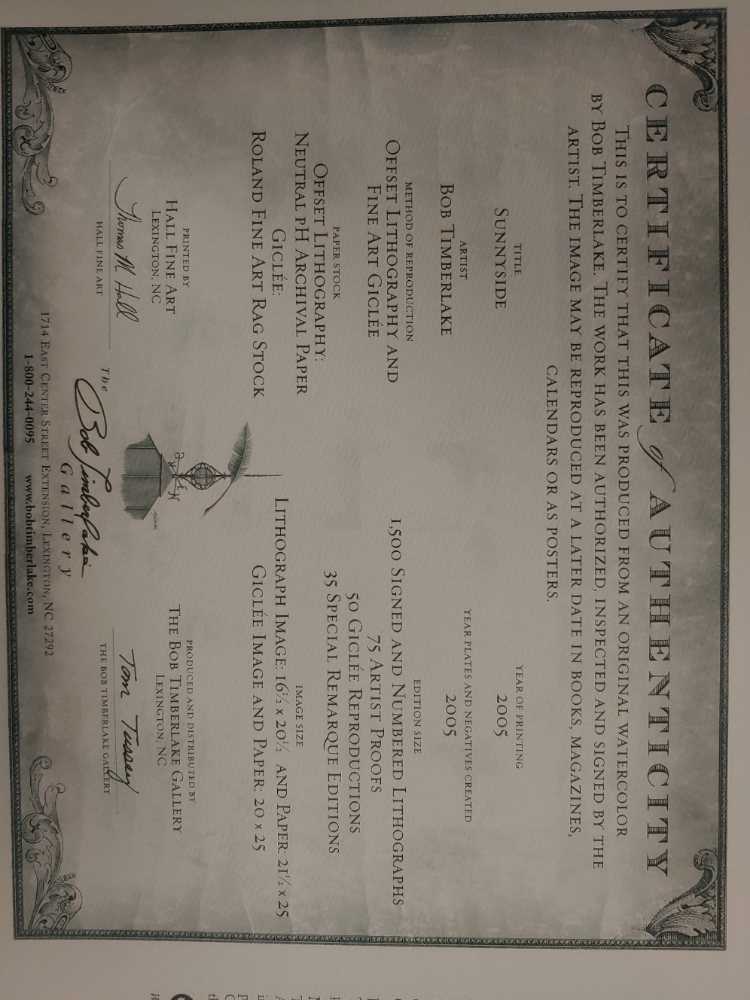 CERTIFICATE of AUTHENTICITY
THIS IS TO CERTIFY THAT THIS WAS PRODUCED FROM AN ORIGINAL WATERCOLOR
BY BOB TIMBERLAKE. THE WORK HAS BEEN AUTHORIZED, INSPECTED AND SIGNED BY THE
ARTIST. THE IMAGE MAY BE REPRODUCED AT A LATER DATE IN BOOKS, MAGAZINES,
CALENDARS OR AS POSTERS.
TITLE
SUNNYSIDE
ARTIST
BOB TIMBERLAKE
METHOD OF REPRODUCTION
OFFSET LITHOGRAPHY AND
FINE ART GICLÉE
PAPER STOCK
OFFSET LITHOGRAPHY:
NEUTRAL PH ARCHIVAL PAPER
GICLÉE:
ROLAND FINE ART RAG STOCK
YEAR OF PRINTING
2005
YEAR PLATES AND NEGATIVES CREATED
2005
EDITION SIZE
1,500 SIGNED AND NUMBERED LITHOGRAPHS
75 ARTIST PROOFS
50 GICLÉE REPRODUCTIONS
35 SPECIAL REMARQUE EDITIONS
IMAGE SIZE
LITHOGRAPH IMAGE: 16½ X 20½ AND PAPER: 21½ X 25
GICLÉE IMAGE AND PAPER: 20 X 25
PRINTED BY
HALL FINE ART
LEXINGTON, NC
Thomas M Hall
HALL FINE ART
PRODUCED AND DISTRIBUTED BY
THE BOB TIMBERLAKE GALLERY
LEXINGTON, NC
Tom Tussey
THE BOB TIMBERLAKE GALLERY
The
Bob Timberlake
Gallery
1714 EAST CENTER STREET EXTENSION, LEXINGTON, NC 27292
1-800-244-0095 www.bobtimberlake.com